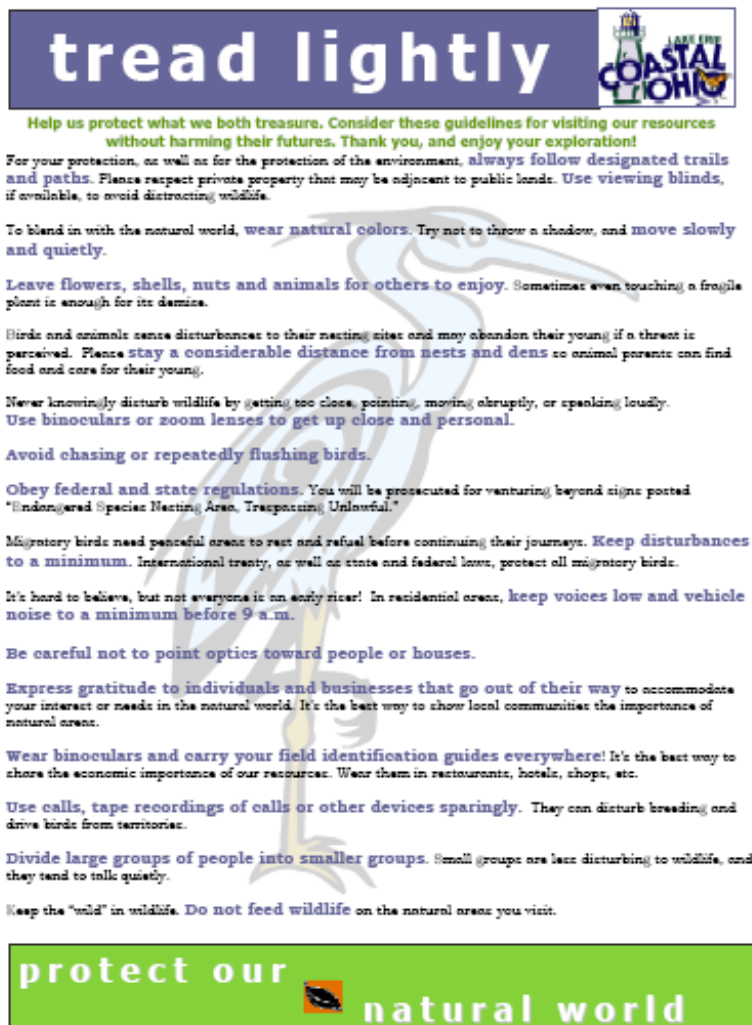 tread lightly
LAKE ERIE
COASTAL
OHIO
Help us protect what we both treasure. Consider these guidelines for visiting our resources
without harming their futures. Thank you, and enjoy your exploration!
For your protection, as well as for the protection of the environment, always follow designated trails
and paths. Please respect private property that may be adjacent to public lands. Use viewing blinds,
if available, to avoid distracting wildlife.
To blend in with the natural world, wear natural colors. Try not to throw a shadow, and move slowly
and quietly.
Leave flowers, shells, nuts and animals for others to enjoy. Sometimes even touching a fragile
plant is enough for its demise.
Birds and animals sense disturbances to their nesting sites and may abandon their young if a threat is
perceived. Please stay a considerable distance from nests and dens so animal parents can find
food and care for their young.
Never knowingly disturb wildlife by getting too close, pointing, moving abruptly, or speaking loudly.
Use binoculars or zoom lenses to get up close and personal.
Avoid chasing or repeatedly flushing birds.
Obey federal and state regulations. You will be prosecuted for venturing beyond signs posted
"Endangered Species Nesting Area, Trespassing Unlawful."
Migratory birds need peaceful areas to rest and refuel before continuing their journeys. Keep disturbances
to a minimum. International treaty, as well as state and federal laws, protect all migratory birds.
It's hard to believe, but not everyone is an early riser! In residential areas, keep voices low and vehicle
noise to a minimum before 9 a.m.
Be careful not to point optics toward people or houses.
Express gratitude to individuals and businesses that go out of their way to accommodate
your interest or needs in the natural world. It's the best way to show local communities the importance of
natural areas.
Wear binoculars and carry your field identification guides everywhere! It's the best way to
share the economic importance of our resources. Wear them in restaurants, hotels, shops, etc.
Use calls, tape recordings of calls or other devices sparingly. They can disturb breeding and
drive birds from territories.
Divide large groups of people into smaller groups. Small groups are less disturbing to wildlife, and
they tend to talk quietly.
Keep the "wild" in wildlife. Do not feed wildlife on the natural areas you visit.
protect our
natural world